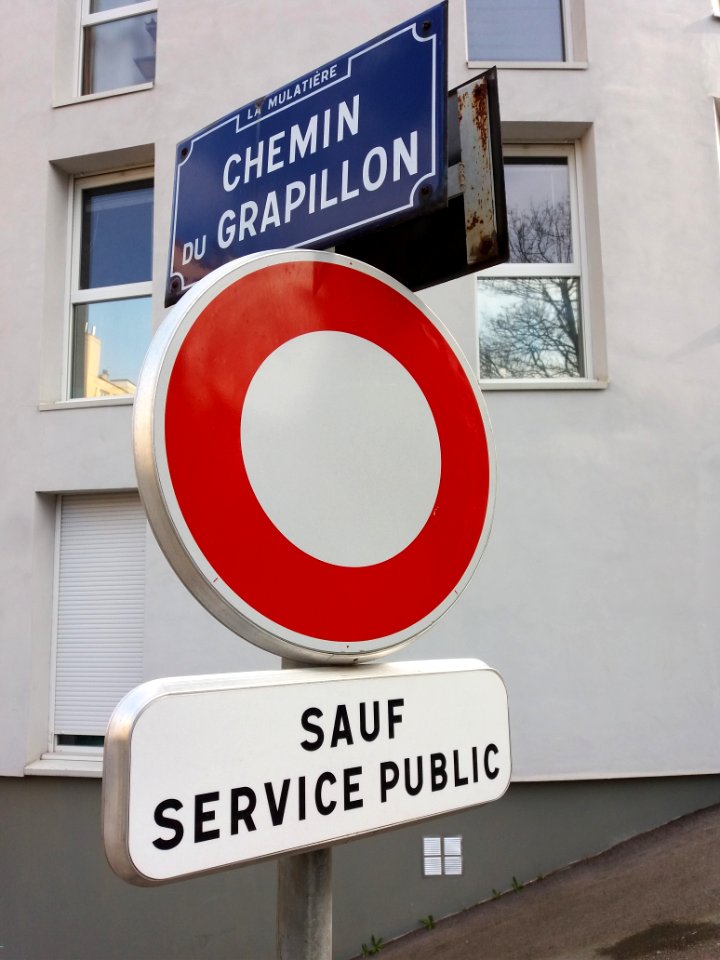 LA MULATIÈRE
CHEMIN
DU GRAPILLON
SAUF
SERVICE PUBLIC